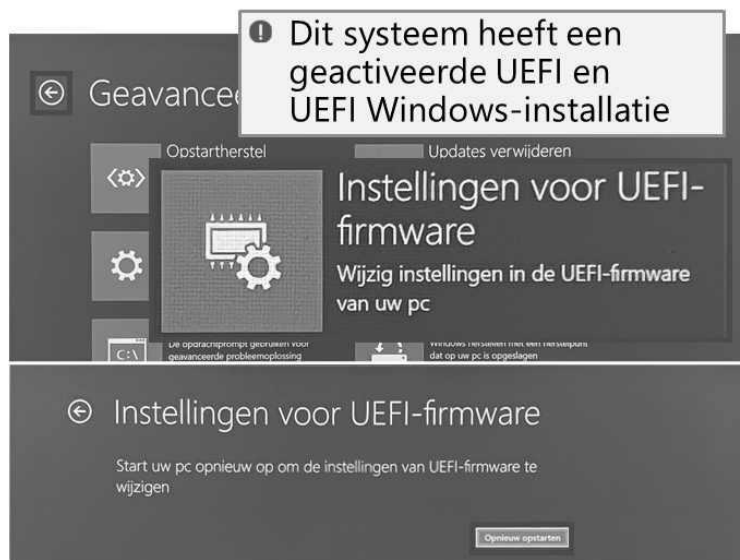 Dit systeem heeft een
geactiveerde UEFI en
UEFI Windows-installatie
Opstartherstel
Updates verwijderen
Instellingen voor UEFI-
firmware
Wijzig instellingen in de UEFI-firmware
van uw pc
C:\
De opdrachtprompt gebruiken voor
geavanceerde probleemoplossing
Windows herstellen met een herstelpunt
dat op uw pc is opgeslagen
Instellingen voor UEFI-firmware
Start uw pc opnieuw op om de instellingen van UEFI-firmware te
wijzigen
Opnieuw opstarten